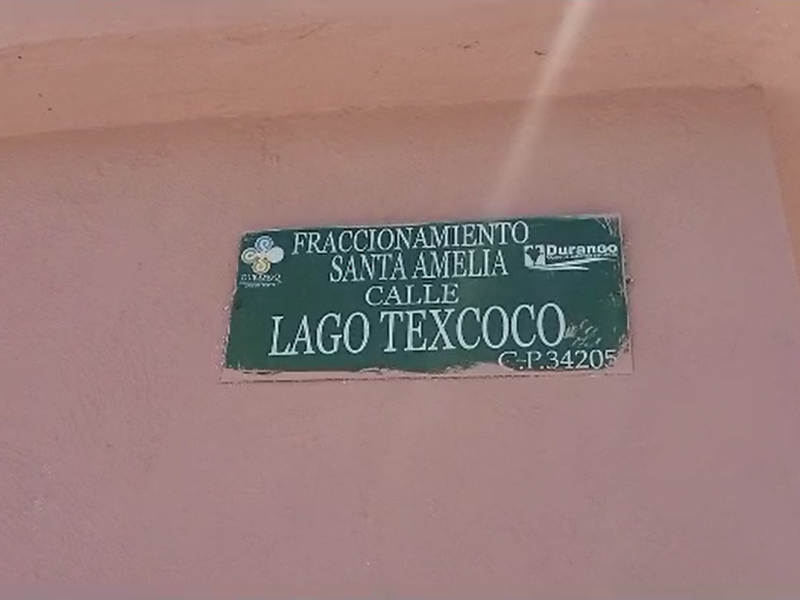 FRACCIONAMIENTO
SANTA AMELIA
Durango
CALLE
LAGO TEXCOCO
C.P.34205